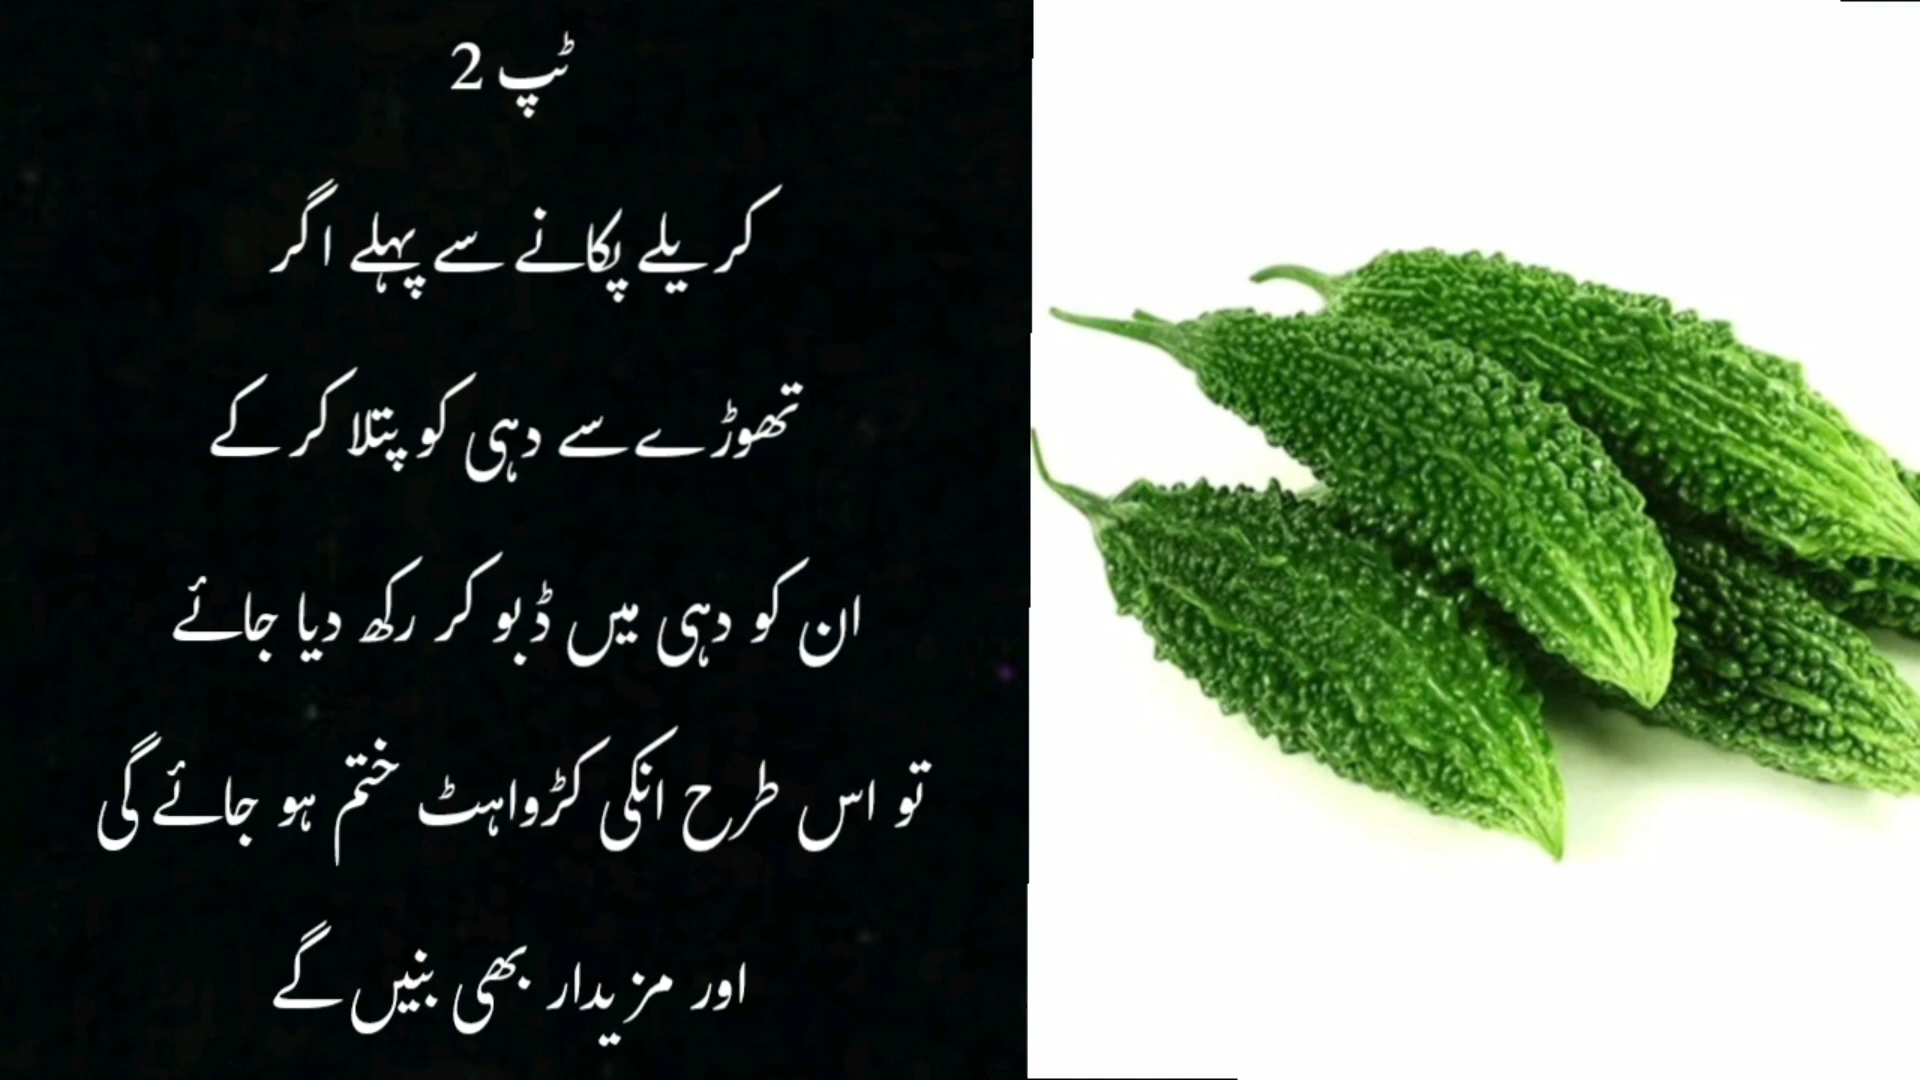 ٹپ 2
کریلے پکانے سے پہلے اگر
تھوڑے سے دہی کو پتلا کر کے
ان کو دہی میں ڈبو کر رکھ دیا جائے
تو اس طرح انکی کڑواہٹ ختم ہو جائے گی
اور مزیدار بھی بنیں گے